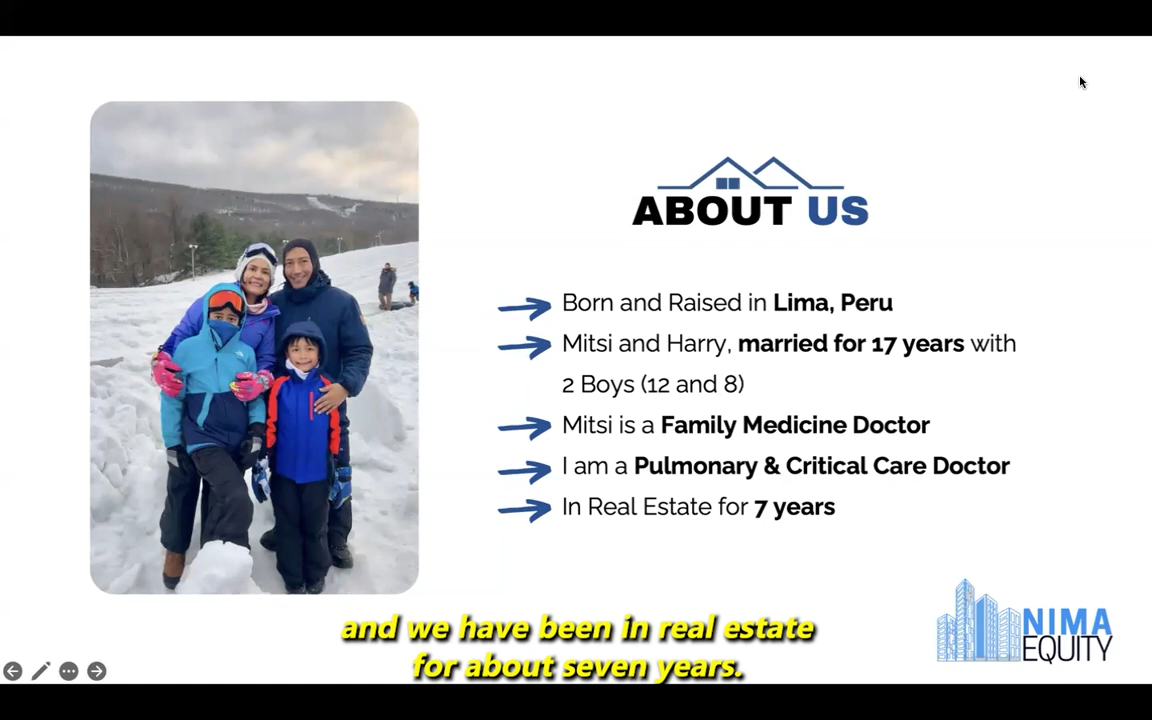 ABOUT US
Born and Raised in Lima, Peru
Mitsi and Harry, married for 17 years with
2 Boys (12 and 8)
Mitsi is a Family Medicine Doctor
I am a Pulmonary & Critical Care Doctor
In Real Estate for 7 years
NIMA
EQUITY
and we have been in real estate
for about seven years.